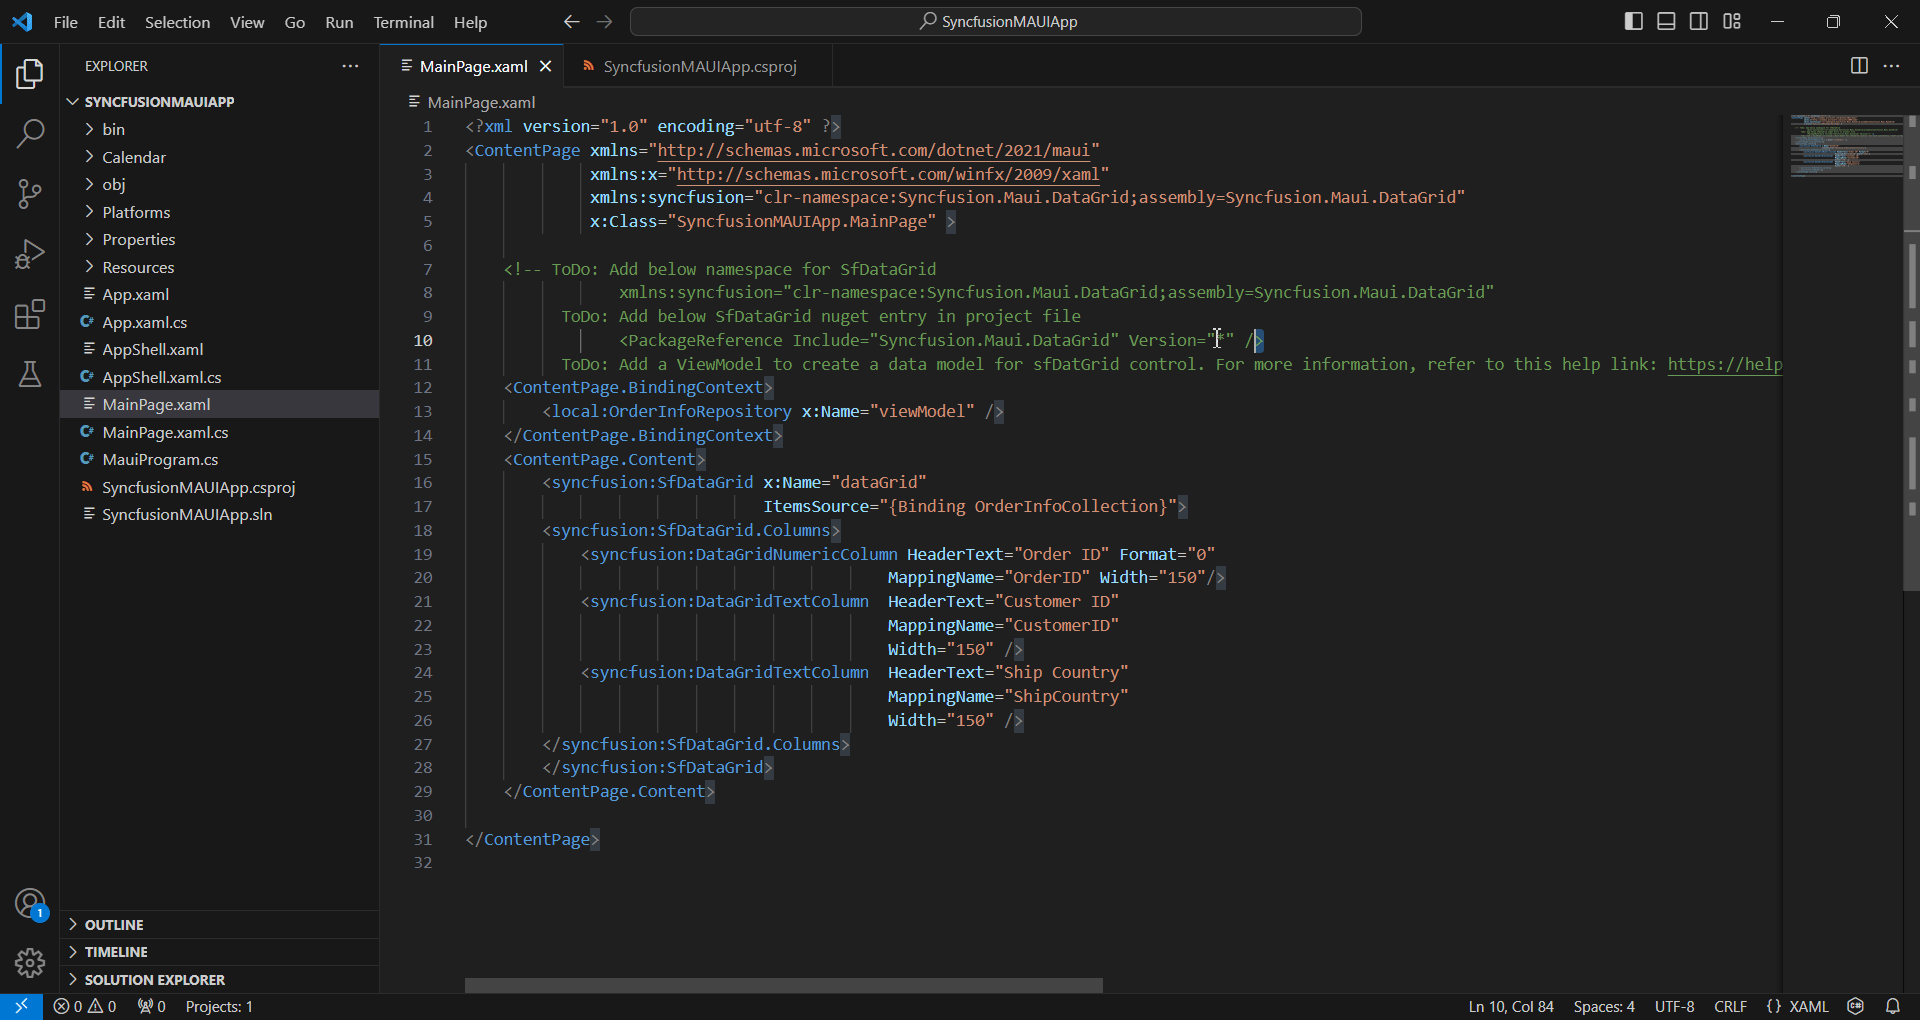 File Edit Selection View Go Run Terminal Help
SyncfusionMAUIApp
EXPLORER
SYNCFUSIONMAUIAPP
bin
Calendar
obj
Platforms
Properties
Resources
App.xaml
App.xaml.cs
AppShell.xaml
AppShell.xaml.cs
MainPage.xaml
MainPage.xaml.cs
MauiProgram.cs
SyncfusionMAUIApp.csproj
SyncfusionMAUIApp.sln
OUTLINE
TIMELINE
SOLUTION EXPLORER
1
MainPage.xaml SyncfusionMAUIApp.csproj
MainPage.xaml
1 <?xml version="1.0" encoding="utf-8" ?>
2 <ContentPage xmlns="http://schemas.microsoft.com/dotnet/2021/maui"
3 xmlns:x="http://schemas.microsoft.com/winfx/2009/xaml"
4 xmlns:syncfusion="clr-namespace:Syncfusion.Maui.DataGrid;assembly=Syncfusion.Maui.DataGrid"
5 x:Class="SyncfusionMAUIApp.MainPage" >
6
7 <!-- ToDo: Add below namespace for SfDataGrid
8 xmlns:syncfusion="clr-namespace:Syncfusion.Maui.DataGrid;assembly=Syncfusion.Maui.DataGrid"
9 ToDo: Add below SfDataGrid nuget entry in project file
10 <PackageReference Include="Syncfusion.Maui.DataGrid" Version="*" />
11 ToDo: Add a ViewModel to create a data model for sfDatGrid control. For more information, refer to this help link: https://help
12 <ContentPage.BindingContext>
13 <local:OrderInfoRepository x:Name="viewModel" />
14 </ContentPage.BindingContext>
15 <ContentPage.Content>
16 <syncfusion:SfDataGrid x:Name="dataGrid"
17 ItemsSource="{Binding OrderInfoCollection}">
18 <syncfusion:SfDataGrid.Columns>
19 <syncfusion:DataGridNumericColumn HeaderText="Order ID" Format="0"
20 MappingName="OrderID" Width="150"/>
21 <syncfusion:DataGridTextColumn HeaderText="Customer ID"
22 MappingName="CustomerID"
23 Width="150" />
24 <syncfusion:DataGridTextColumn HeaderText="Ship Country"
25 MappingName="ShipCountry"
26 Width="150" />
27 </syncfusion:SfDataGrid.Columns>
28 </syncfusion:SfDataGrid>
29 </ContentPage.Content>
30
31 </ContentPage>
32
0 0 0 Projects: 1 Ln 10, Col 84 Spaces: 4 UTF-8 CRLF {} XAML